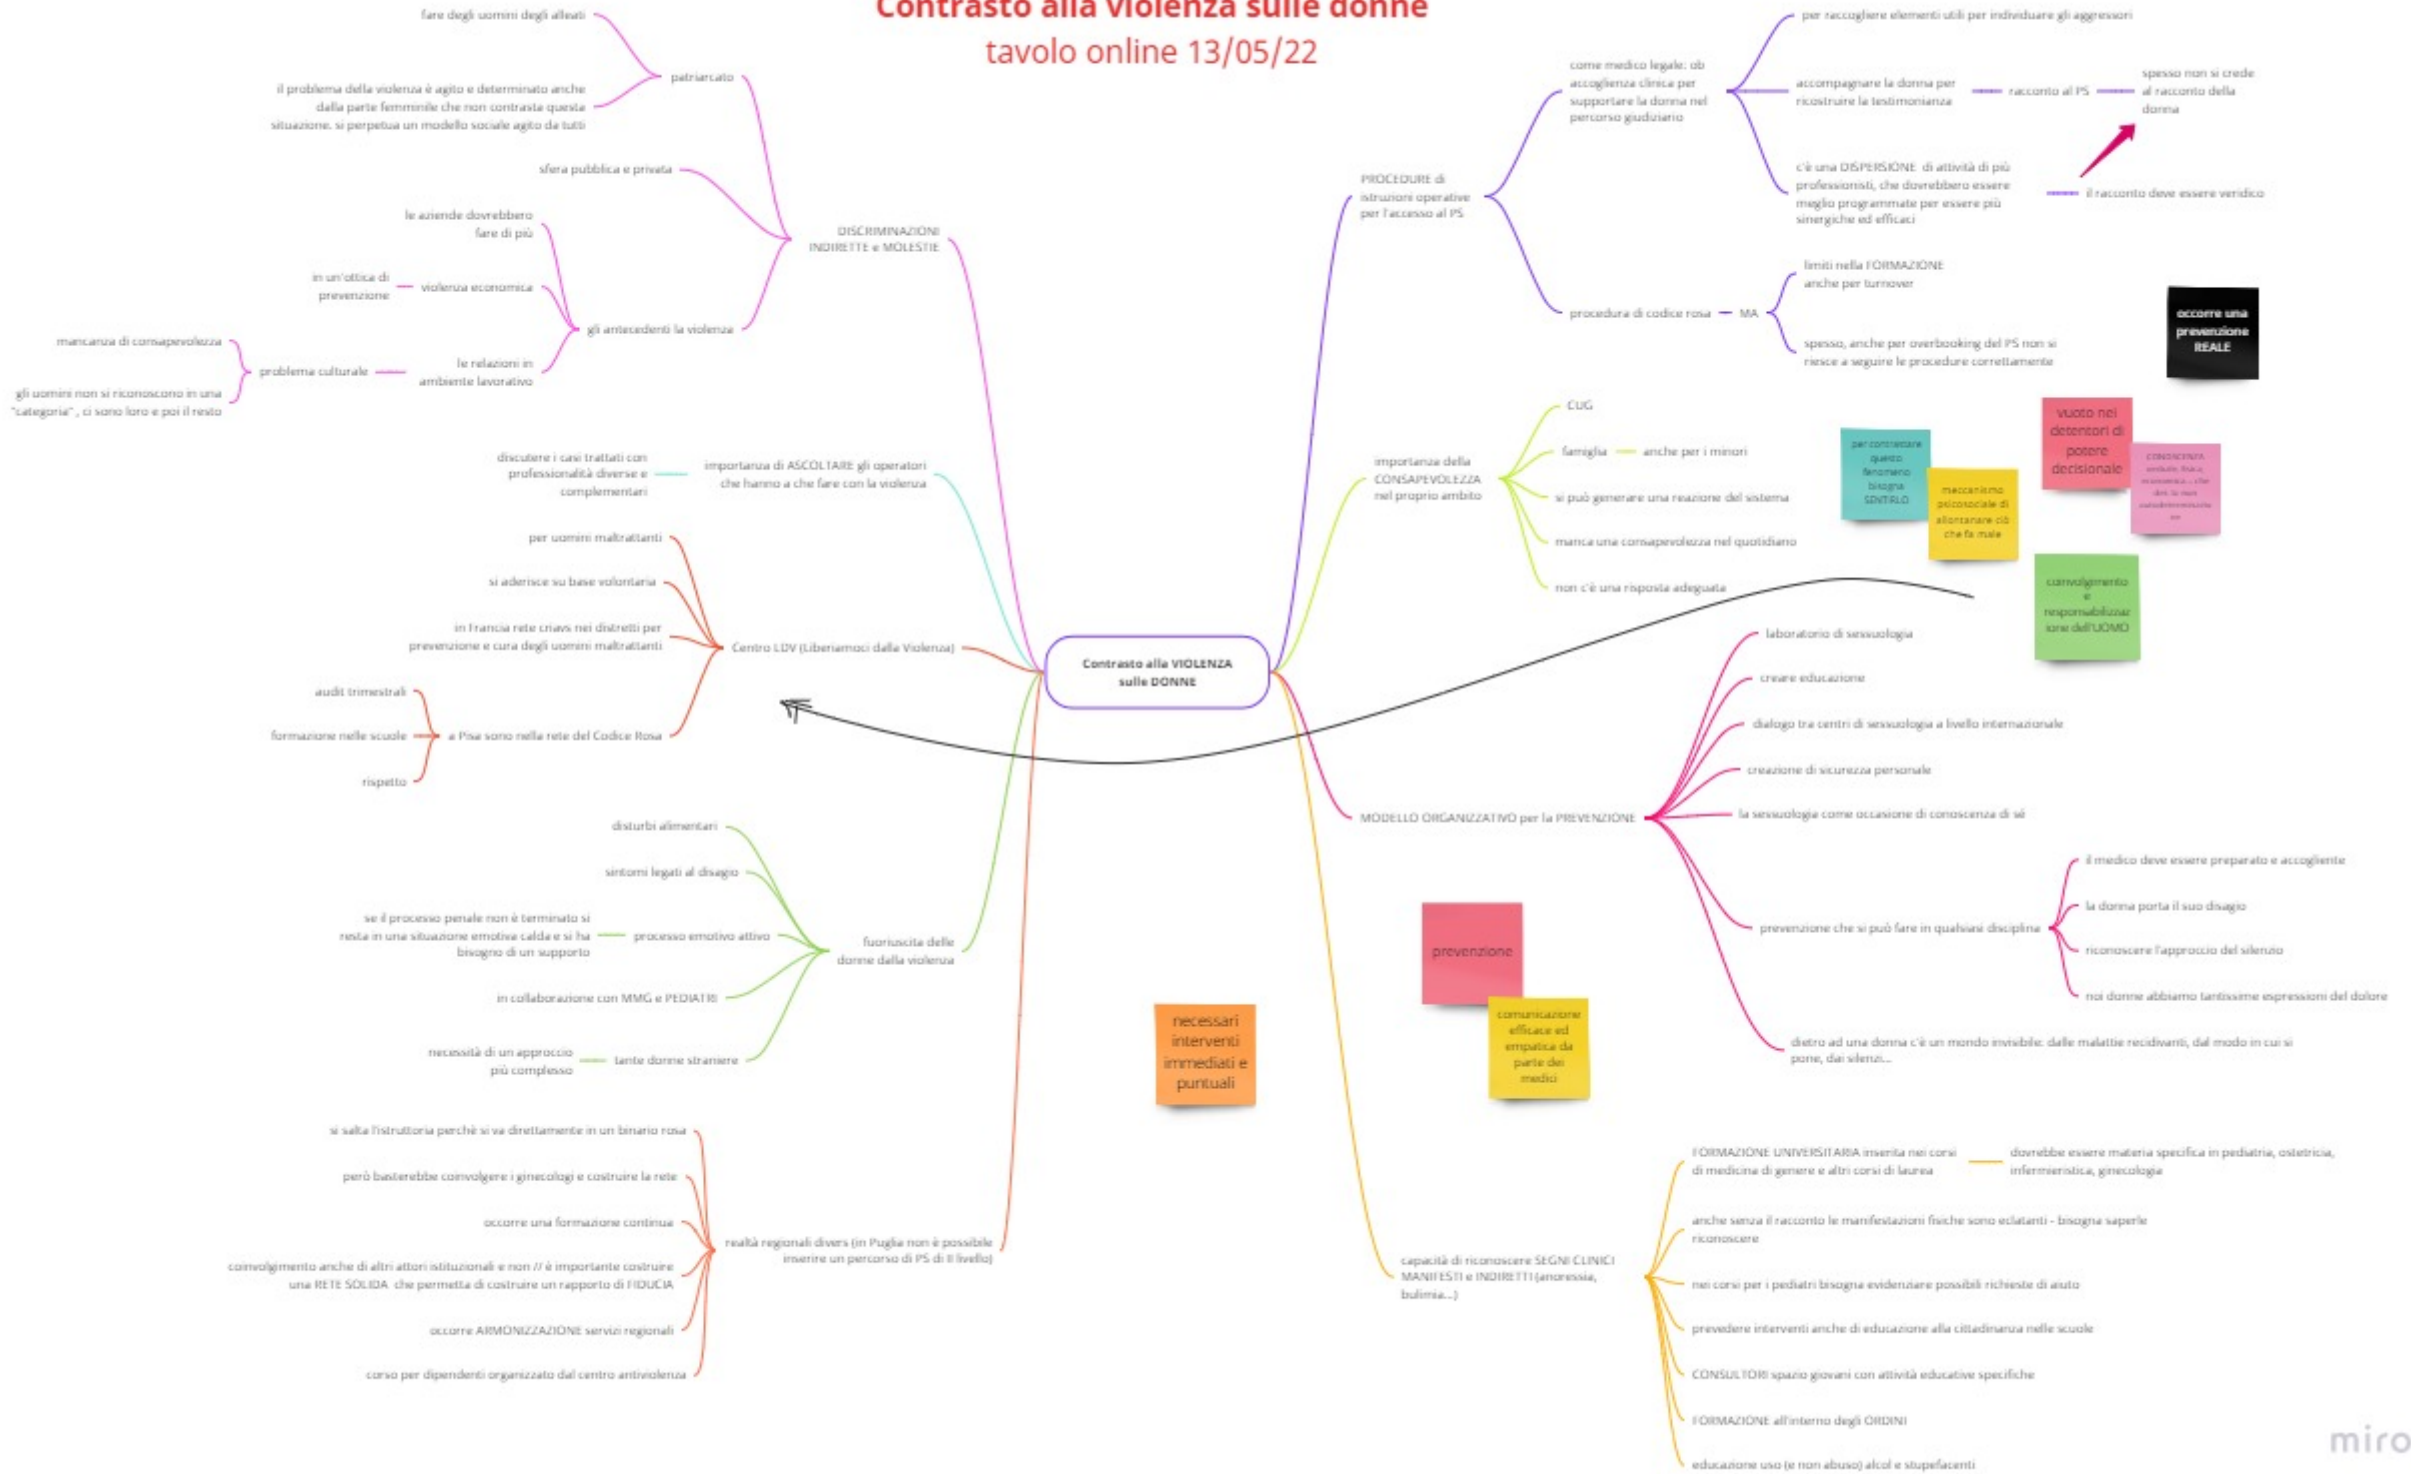 Contrasto alla violenza sulle donne
tavolo online 13/05/22
fare degli uomini degli alleati
patriarcato
il problema della violenza è agito e determinato anche
dalla parte femminile che non contrasta questa
situazione. si perpetua un modello sociale agito da tutti
sfera pubblica e privata
DISCRIMINAZIONI
INDIRETTE e MOLESTIE
le aziende dovrebbero
fare di più
in un'ottica di
prevenzione
violenza economica
gli antecedenti la violenza
mancanza di consapevolezza
problema culturale
le relazioni in
ambiente lavorativo
gli uomini non si riconoscono in una
"categoria" , ci sono loro e poi il resto
discutere i casi trattati con
professionalità diverse e
complementari
importanza di ASCOLTARE gli operatori
che hanno a che fare con la violenza
per uomini maltrattanti
si aderisce su base volontaria
in Francia rete criavs nei distretti per
prevenzione e cura degli uomini maltrattanti
Centro LDV (Liberiamoci dalla Violenza)
audit trimestrali
formazione nelle scuole
a Pisa sono nella rete del Codice Rosa
rispetto
disturbi alimentari
sintomi legati al disagio
se il processo penale non è terminato si
resta in una situazione emotiva calda e si ha
bisogno di un supporto
processo emotivo attivo
fuoriuscita delle
donne dalla violenza
in collaborazione con MMG e PEDIATRI
necessità di un approccio
più complesso
tante donne straniere
si salta l'istruttoria perchè si va direttamente in un binario rosa
però basterebbe coinvolgere i ginecologi e costruire la rete
occorre una formazione continua
realtà regionali divers (in Puglia non è possibile
inserire un percorso di PS di II livello)
coinvolgimento anche di altri attori istituzionali e non // è importante costruire
una RETE SOLIDA che permetta di costruire un rapporto di FIDUCIA
occorre ARMONIZZAZIONE servizi regionali
corso per dipendenti organizzato dal centro antiviolenza
Contrasto alla VIOLENZA
sulle DONNE
PROCEDURE di
istruzioni operative
per l'accesso al PS
come medico legale: ob
accoglienza clinica per
supportare la donna nel
percorso giudiziario
per raccogliere elementi utili per individuare gli aggressori
accompagnare la donna per
ricostruire la testimonianza
racconto al PS
spesso non si crede
al racconto della
donna
c'è una DISPERSIONE di attività di più
professionisti, che dovrebbero essere
meglio programmate per essere più
sinergiche ed efficaci
il racconto deve essere veridico
procedura di codice rosa
MA
limiti nella FORMAZIONE
anche per turnover
spesso, anche per overbooking del PS non si
riesce a seguire le procedure correttamente
occorre una
prevenzione
REALE
importanza della
CONSAPEVOLEZZA
nel proprio ambito
CUG
famiglia
anche per i minori
si può generare una reazione del sistema
manca una consapevolezza nel quotidiano
non c'è una risposta adeguata
per contrastare
questo
fenomeno
bisogna
SENTIRLO
meccanismo
psicosociale di
allontanare ciò
che fa male
vuoto nei
detentori di
potere
decisionale
CONOSCENZA
coinvolgimento
e
responsabilizzaz
ione dell'UOMO
MODELLO ORGANIZZATIVO per la PREVENZIONE
laboratorio di sessuologia
creare educazione
dialogo tra centri di sessuologia a livello internazionale
creazione di sicurezza personale
la sessuologia come occasione di conoscenza di sé
prevenzione che si può fare in qualsiasi disciplina
il medico deve essere preparato e accogliente
la donna porta il suo disagio
riconoscere l'approccio del silenzio
noi donne abbiamo tantissime espressioni del dolore
dietro ad una donna c'è un mondo invisibile: dalle malattie recidivanti, dal modo in cui si
pone, dai silenzi...
prevenzione
comunicazione
efficace ed
empatica da
parte dei
medici
necessari
interventi
immediati e
puntuali
capacità di riconoscere SEGNI CLINICI
MANIFESTI e INDIRETTI (anoressia,
bulimia...)
FORMAZIONE UNIVERSITARIA inserita nei corsi
di medicina di genere e altri corsi di laurea
dovrebbe essere materia specifica in pediatria, ostetricia,
infermieristica, ginecologia
anche senza il racconto le manifestazioni fisiche sono eclatanti - bisogna saperle
riconoscere
nei corsi per i pediatri bisogna evidenziare possibili richieste di aiuto
prevedere interventi anche di educazione alla cittadinanza nelle scuole
CONSULTORI spazio giovani con attività educative specifiche
FORMAZIONE all'interno degli ORDINI
educazione uso (e non abuso) alcol e stupefacenti
miro